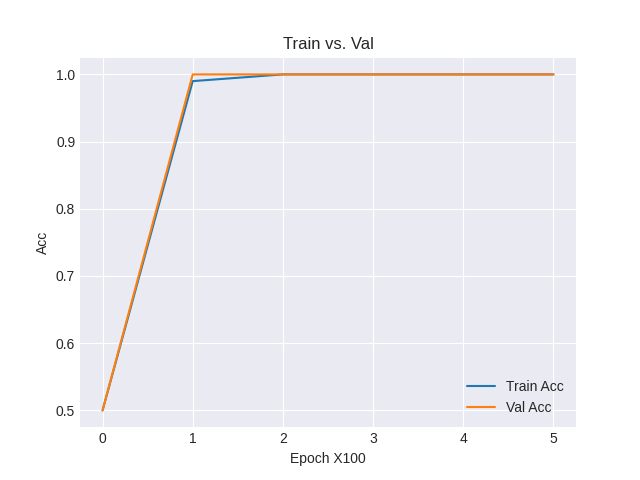 Train vs. Val
Acc
1.0
0.9
0.8
0.7
0.6
0.5
0 1 2 3 4 5
Epoch X100
Train Acc
Val Acc